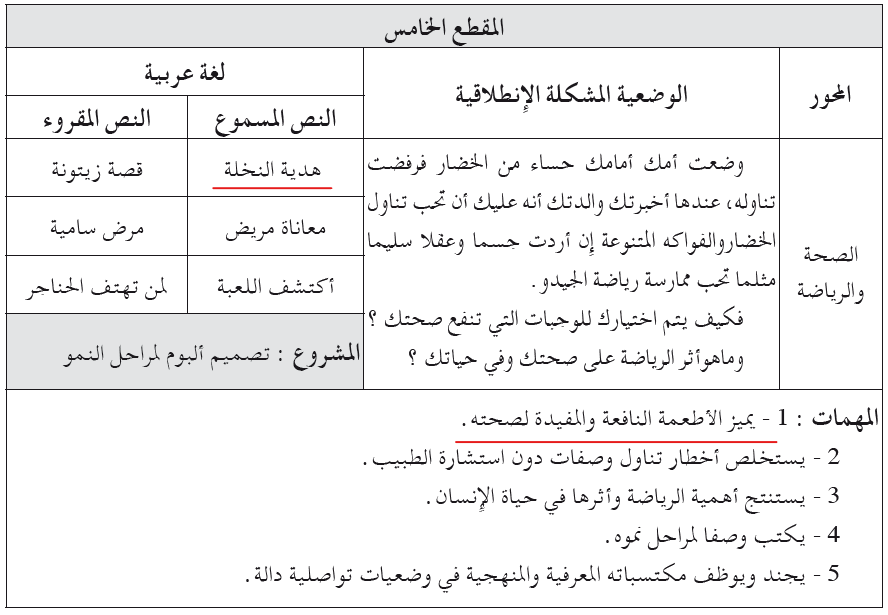 المقطع الخامس
المحور
الوضعية المشكلة الإنطلاقية
لغة عربية
النص المسموع
النص المقروء
الصحة
والرياضة
وضعت أمك أمامك حساء من الخضار فرفضت
تناوله، عندها أخبرتك والدتك أنه عليك أن تحب تناول
الخضاروالفواكه المتنوعة إن أردت جسما وعقلا سليما
مثلما تحب ممارسة رياضة الجيدو.
فكيف يتم اختيارك للوجبات التي تنفع صحتك ؟
وماهوأثر الرياضة على صحتك وفي حياتك ؟
هدية النخلة
قصة زيتونة
معاناة مريض
مرض سامية
أكتشف اللعبة
لمن تهتف الحناجر
المشروع : تصميم ألبوم لمراحل النمو
المهمات : 1 - يميز الأطعمة النافعة والمفيدة لصحته.
2 - يستخلص أخطار تناول وصفات دون استشارة الطبيب.
3 - يستنتج أهمية الرياضة وأثرها في حياة الإنسان.
4 - يكتب وصفا لمراحل نموه.
5 - يجند ويوظف مكتسباته المعرفية والمنهجية في وضعيات تواصلية دالة.